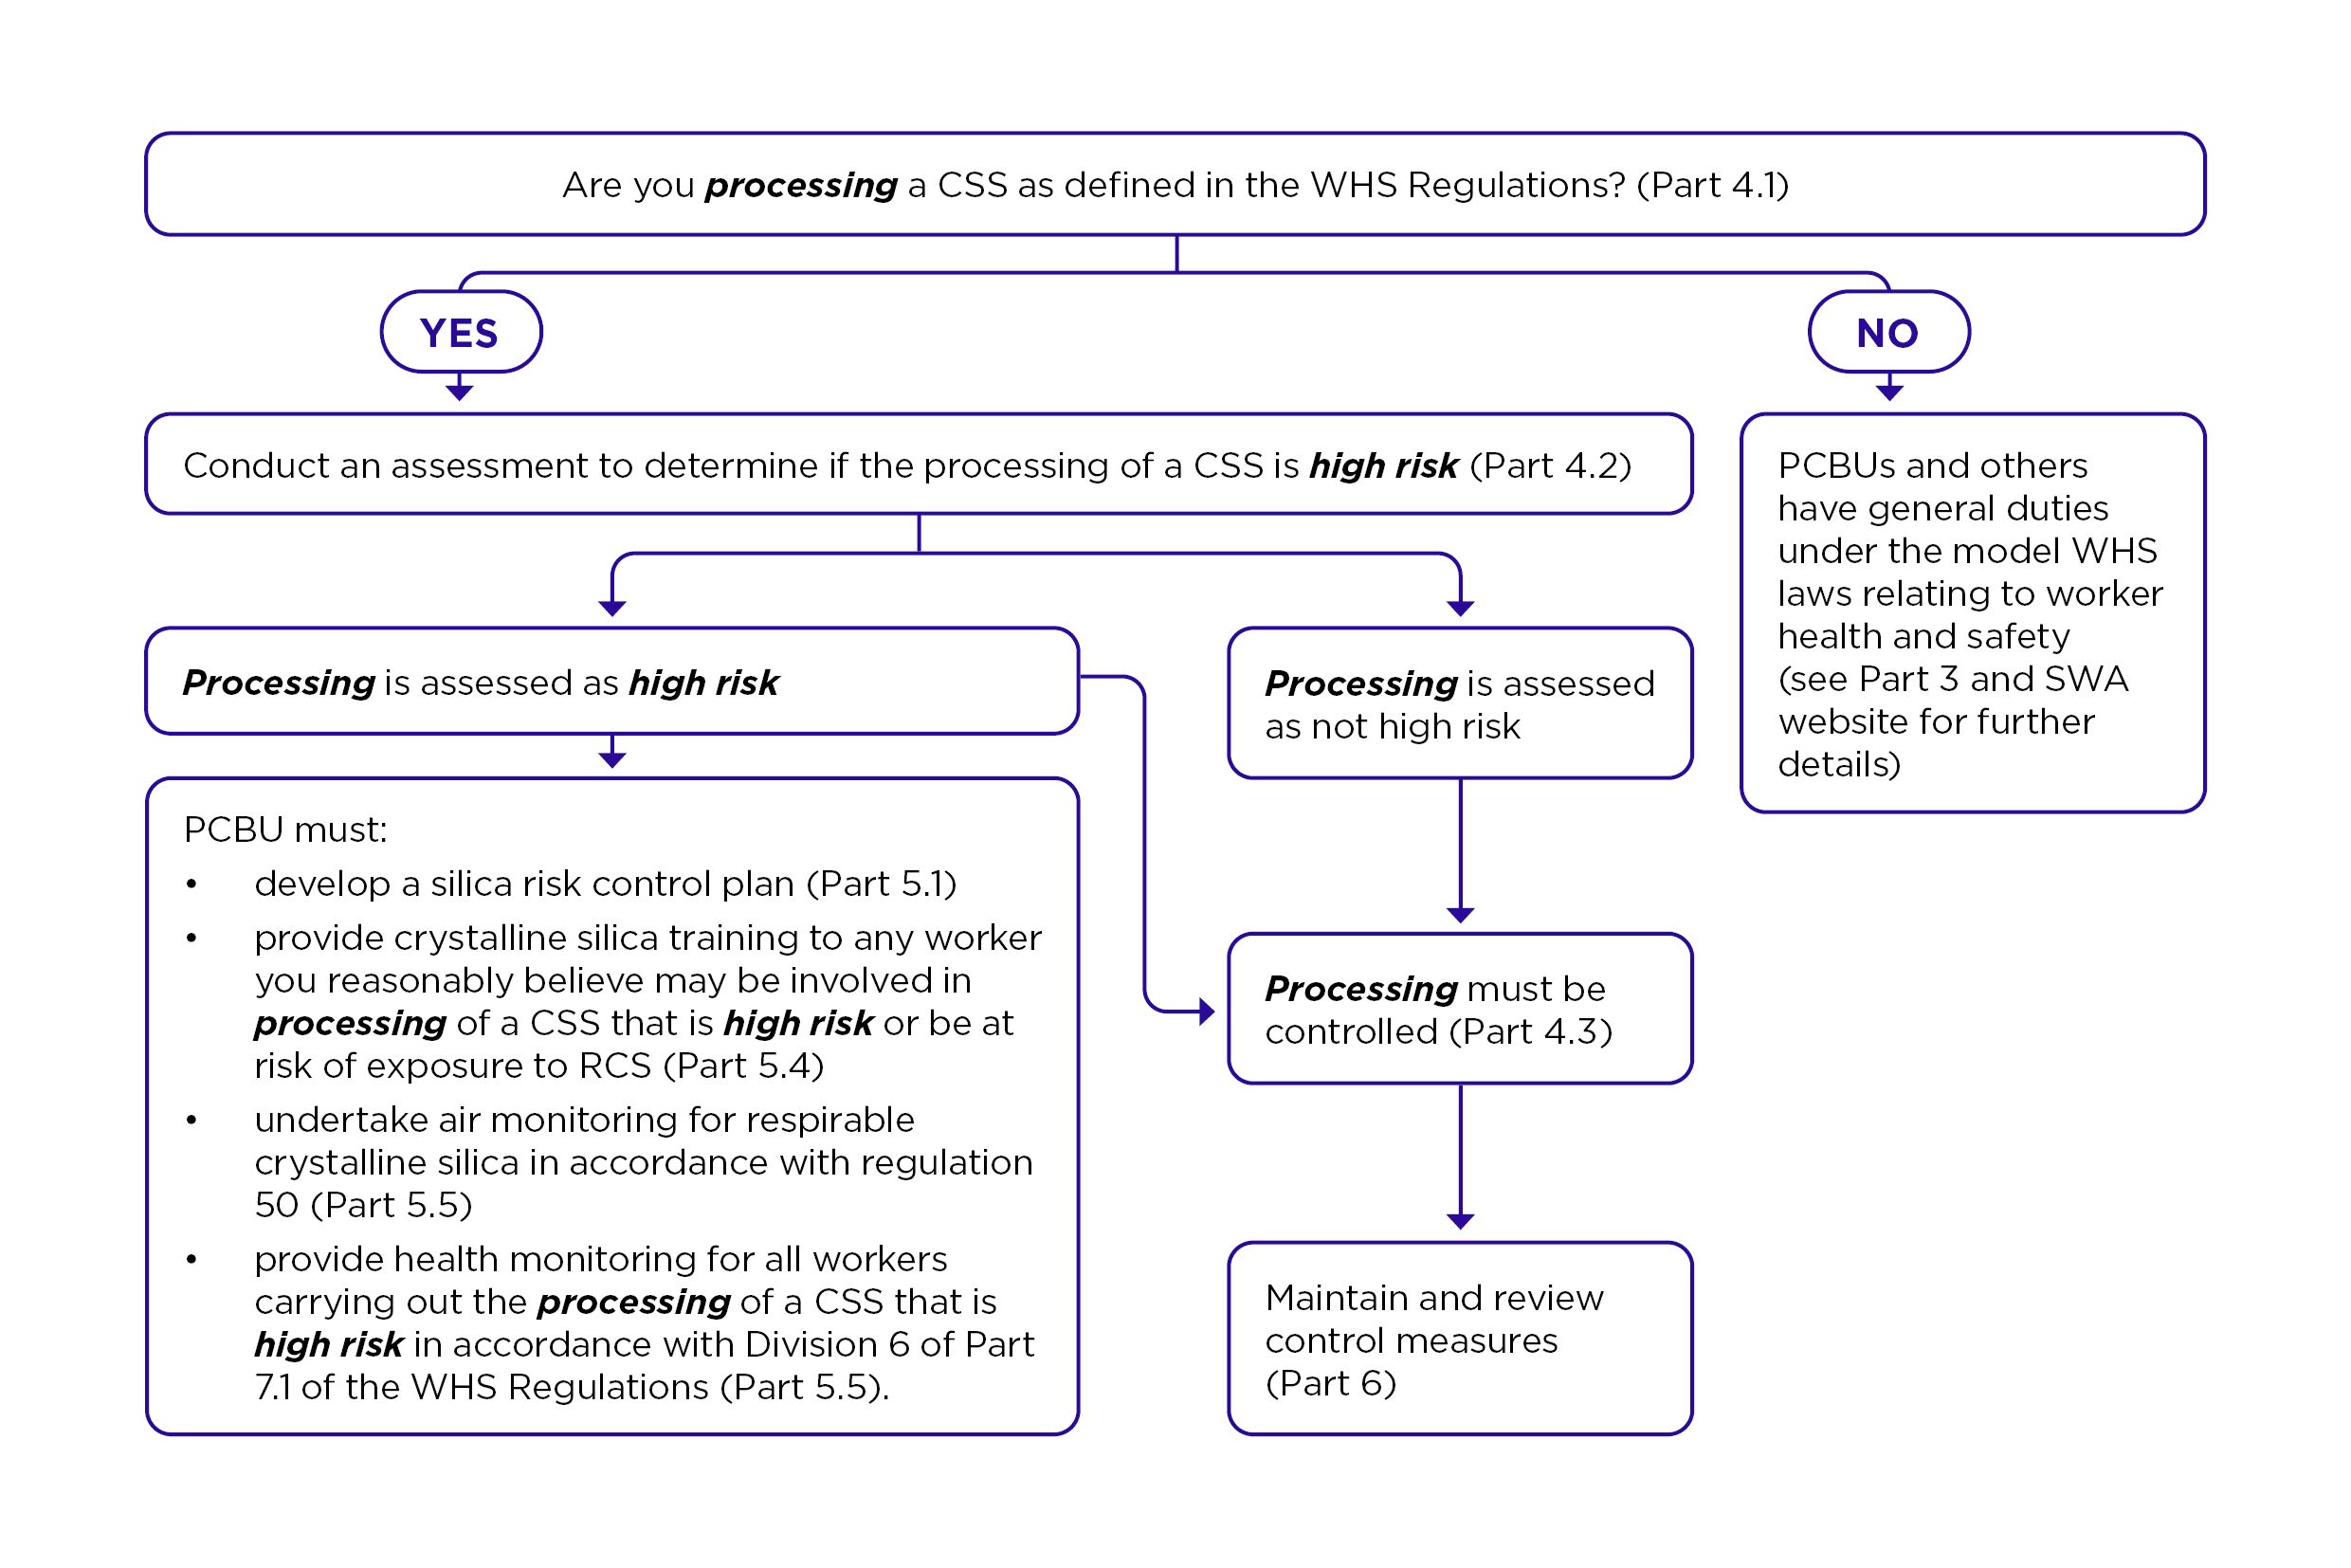 Are you processing a CSS as defined in the WHS Regulations? (Part 4.1)
YES
NO
Conduct an assessment to determine if the processing of a CSS is high risk (Part 4.2)
PCBUs and others
have general duties
under the model WHS
laws relating to worker
health and safety
(see Part 3 and SWA
website for further
details)
Processing is assessed as high risk
Processing is assessed
as not high risk
PCBU must:
• develop a silica risk control plan (Part 5.1)
• provide crystalline silica training to any worker
you reasonably believe may be involved in
processing of a CSS that is high risk or be at
risk of exposure to RCS (Part 5.4)
• undertake air monitoring for respirable
crystalline silica in accordance with regulation
50 (Part 5.5)
• provide health monitoring for all workers
carrying out the processing of a CSS that is
high risk in accordance with Division 6 of Part
7.1 of the WHS Regulations (Part 5.5).
Processing must be
controlled (Part 4.3)
Maintain and review
control measures
(Part 6)